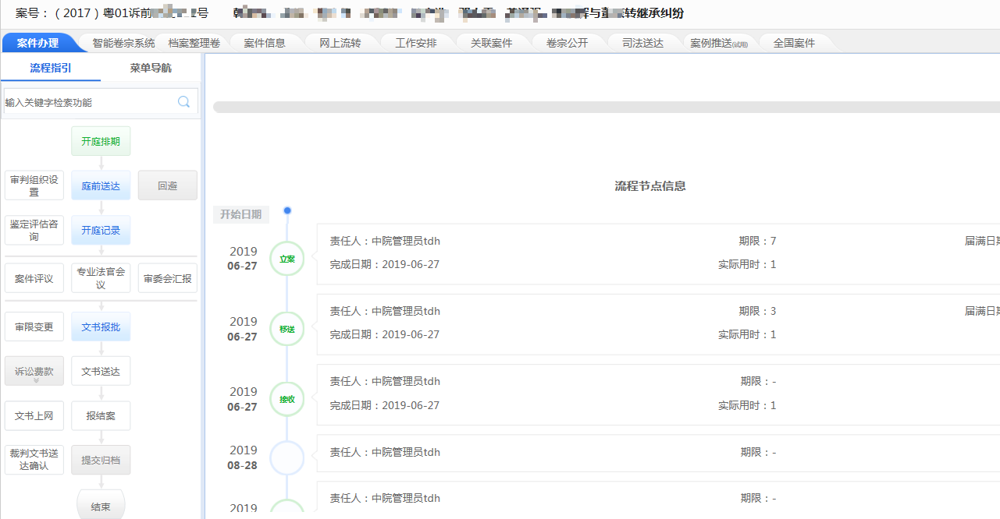 案号：（2017）粤01诉前 号 与 转继承纠纷
案件办理 智能卷宗系统 档案整理卷 案件信息 网上流转 工作安排 关联案件 卷宗公开 司法送达 案例推送(试用) 全国案件
流程指引 菜单导航
输入关键字检索功能
开庭排期
审判组织设
置
庭前送达
回避
鉴定评估咨
询
开庭记录
案件评议
专业法官会
议
审委会汇报
审限变更
文书报批
诉讼费款
文书送达
文书上网
报结案
裁判文书送
达确认
提交归档
结束
流程节点信息
开始日期
2019
06-27
立案
责任人：中院管理员tdh 期限：7 届满日期
完成日期：2019-06-27 实际用时：1
2019
06-27
移送
责任人：中院管理员tdh 期限：3 届满日期
完成日期：2019-06-27 实际用时：1
2019
06-27
接收
责任人：中院管理员tdh 期限：-
完成日期：2019-06-27 实际用时：1
2019
08-28
责任人：中院管理员tdh 期限：-
2019
责任人：中院管理员tdh 期限：-